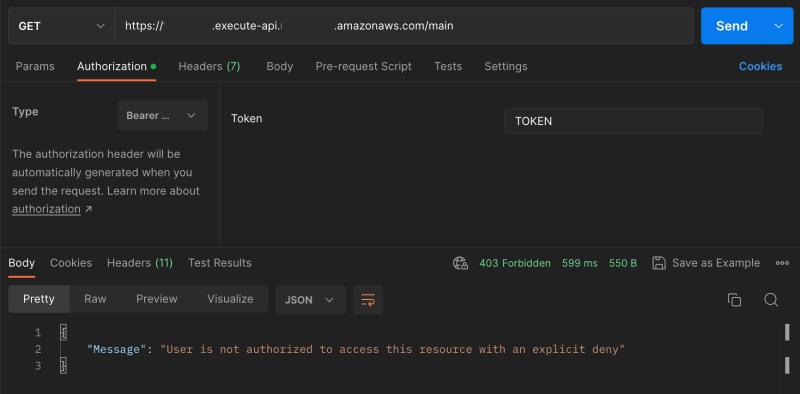 GET https:// .execute-api. .amazonaws.com/main Send
Params Authorization Headers (7) Body Pre-request Script Tests Settings Cookies
Type Bearer ...
The authorization header will be
automatically generated when you
send the request. Learn more about
authorization ↗
Token TOKEN
Body Cookies Headers (11) Test Results 403 Forbidden 599 ms 550 B Save as Example
Pretty Raw Preview Visualize JSON
1 {
2 "Message": "User is not authorized to access this resource with an explicit deny"
3 }